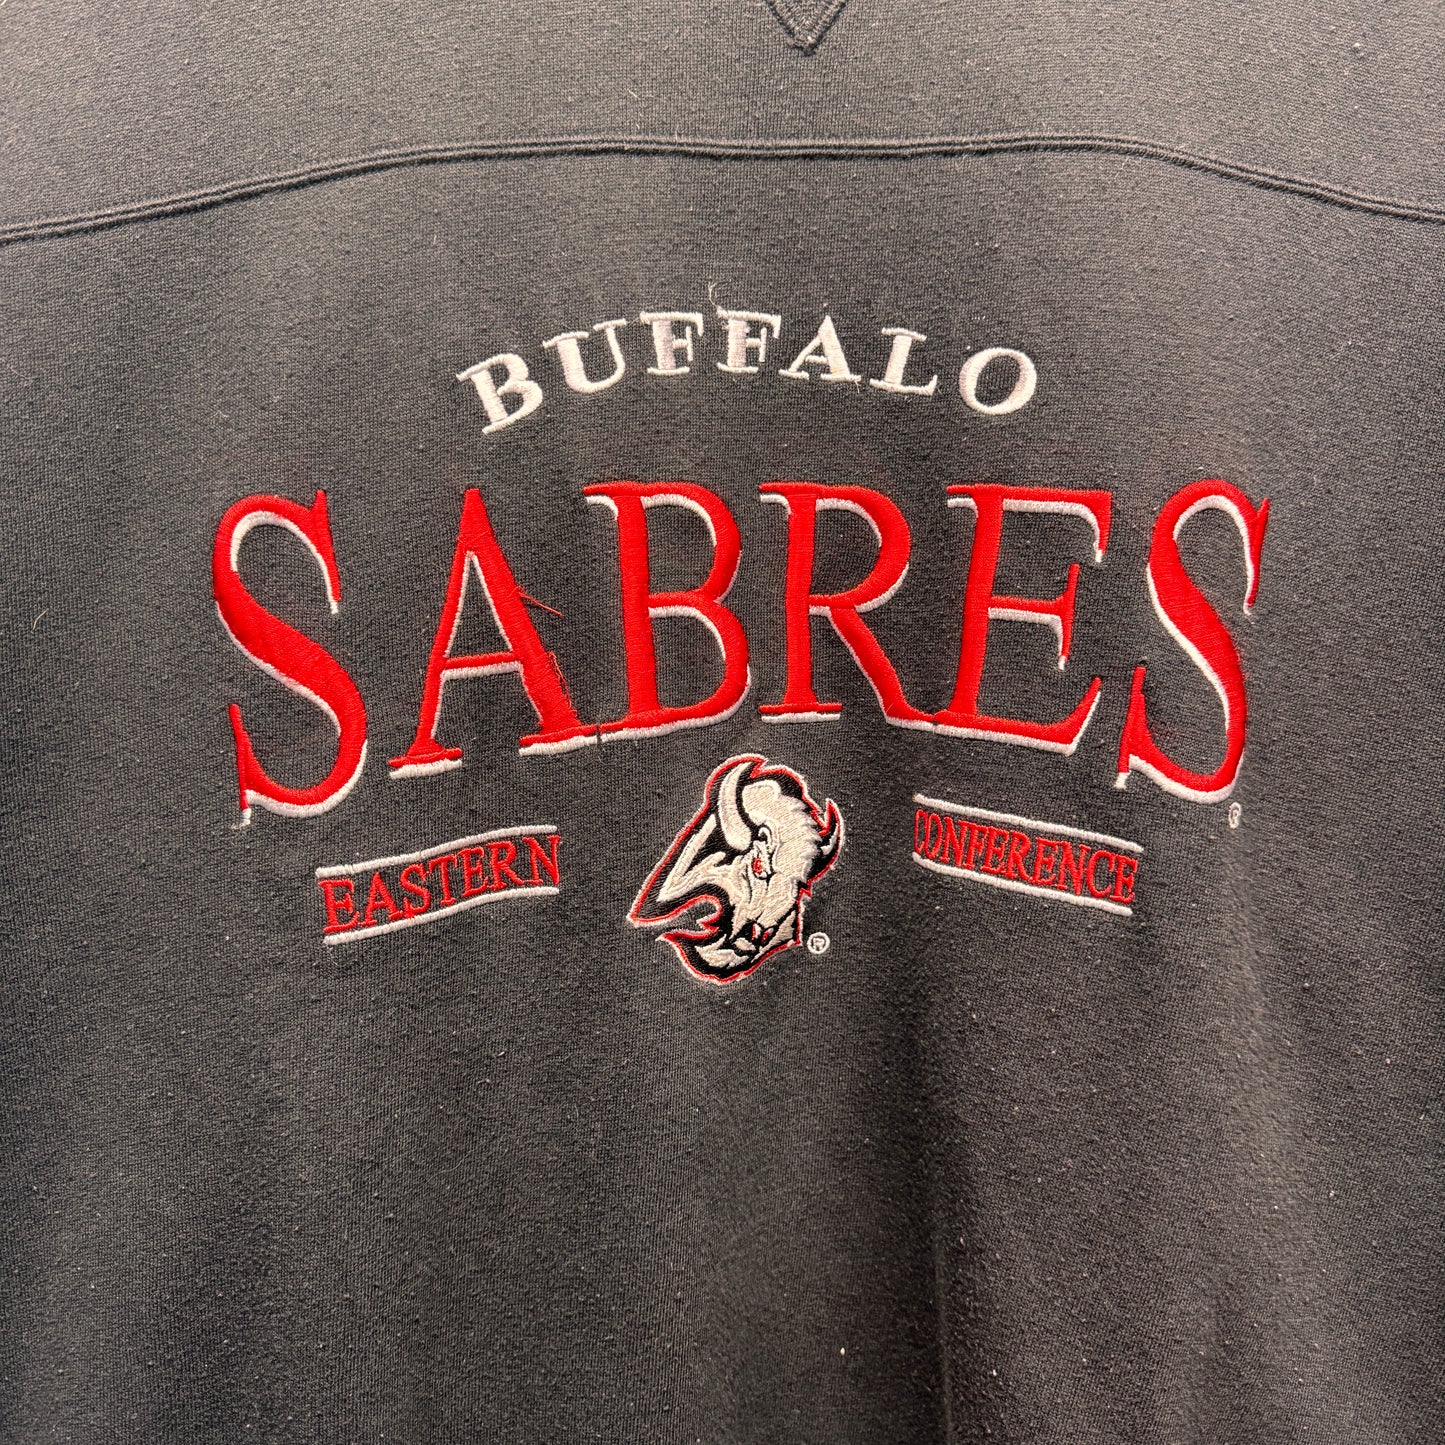 BUFFALO
SABRES®
EASTERN CONFERENCE
®